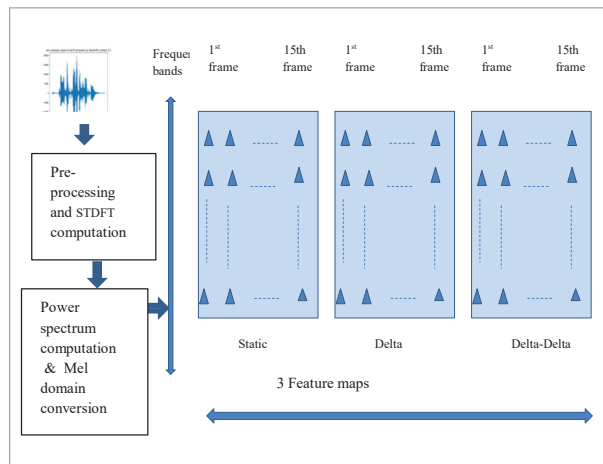 Frequen
bands
1st
frame
15th
frame
1st
frame
15th
frame
1st
frame
15th
frame
Pre-
processing
and STDFT
computation
Power
spectrum
computation
& Mel
domain
conversion
Static
Delta
Delta-Delta
3 Feature maps